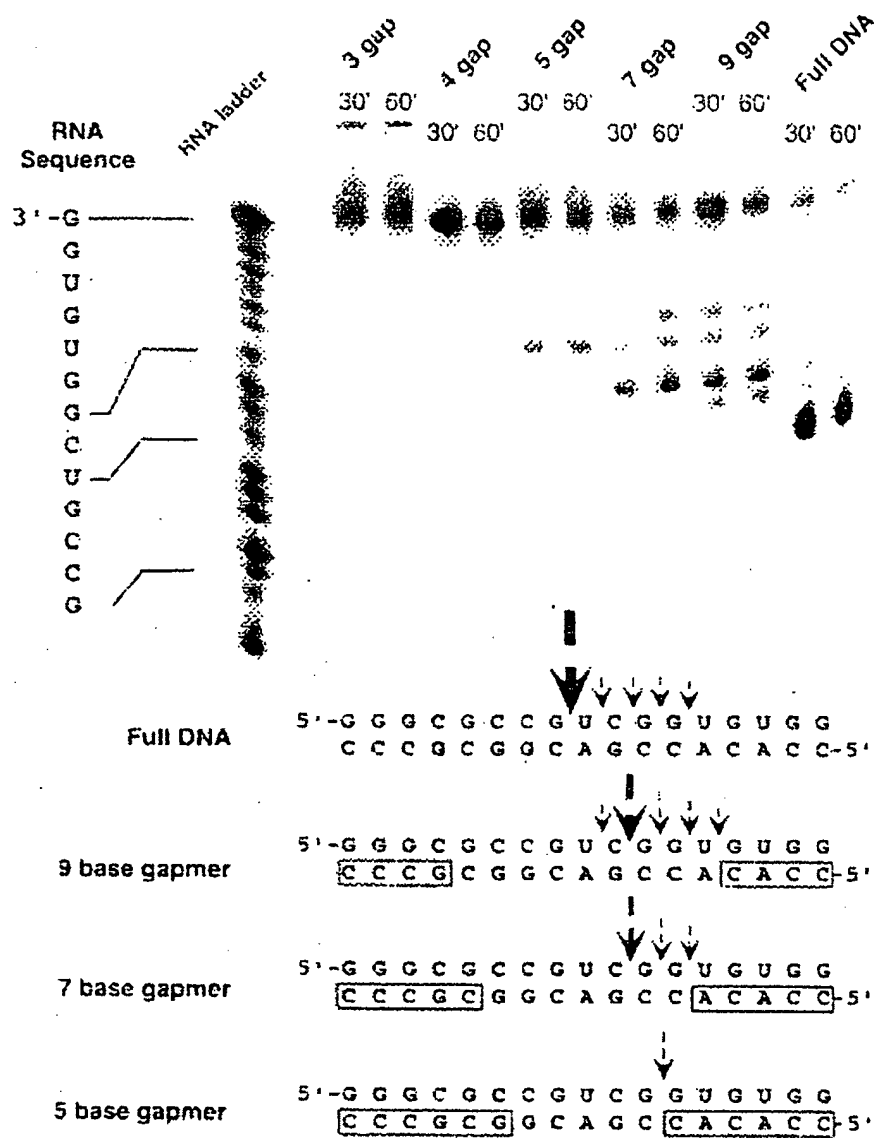 3 gap 4 gap 5 gap 7 gap 9 gap Full DNA
RNA ladder
30' 60' 30' 60' 30' 60' 30' 60' 30' 60' 30' 60'
RNA
Sequence
3'-G
G
U
G
U
G
G
C
U
G
C
C
G
5'-G G G C G C C G U C G G U G U G G
Full DNA
C C C G C G G C A G C C A C A C C-5'
5'-G G G C G C C G U C G G U G U G G
9 base gapmer
C C C G C G G C A G C C A C A C C-5'
5'-G G G C G C C G U C G G U G U G G
7 base gapmer
C C C G C G G C A G C C A C A C C-5'
5'-G G G C G C C G U C G G U G U G G
5 base gapmer
C C C G C G G C A G C C A C A C C-5'